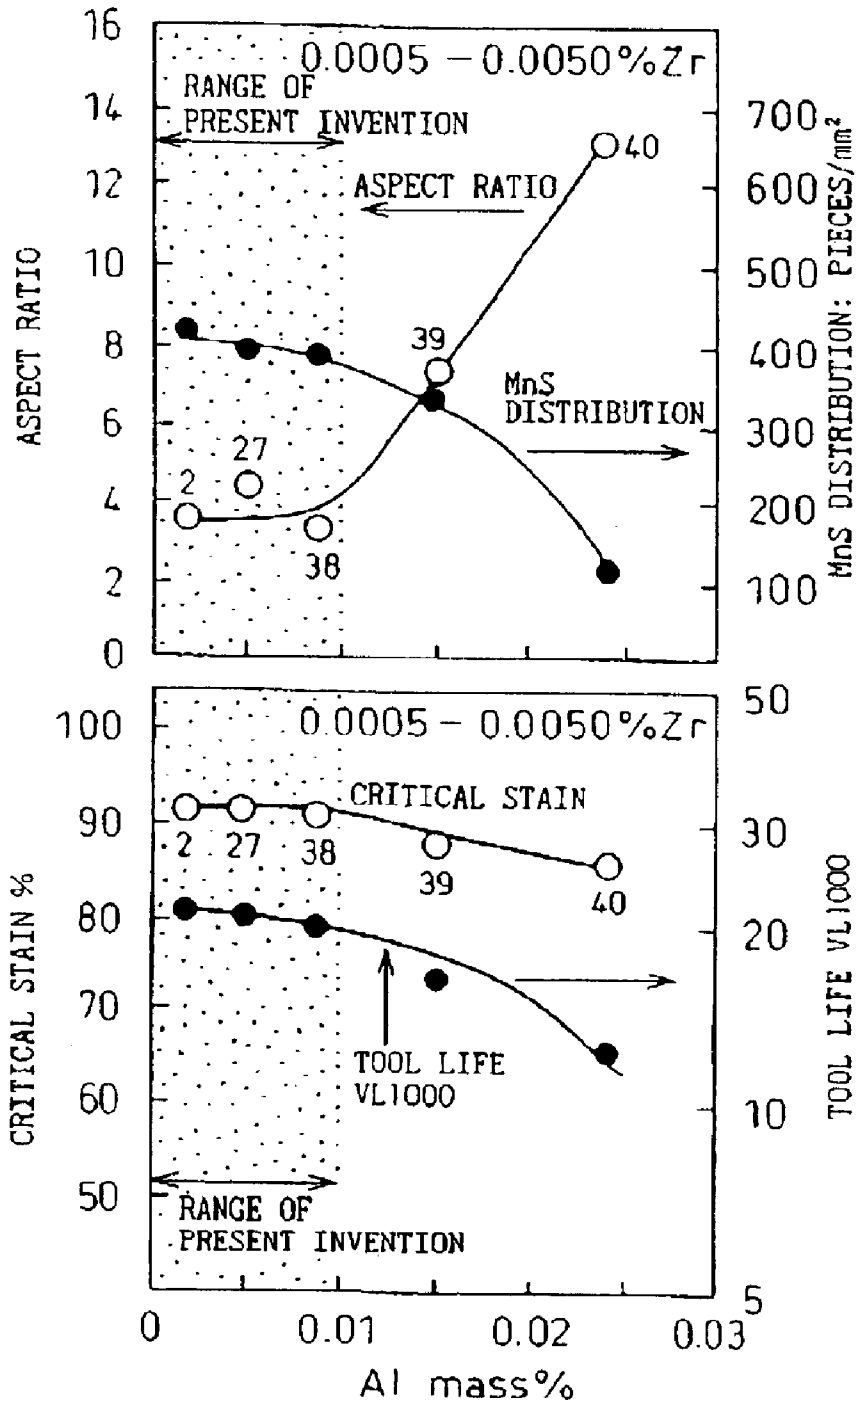 0.0005 – 0.0050%Zr
RANGE OF
PRESENT INVENTION
ASPECT RATIO
40
39
MnS
DISTRIBUTION
27
2
38
16
14
12
10
8
6
4
2
0
ASPECT RATIO
700
600
500
400
300
200
100
MnS DISTRIBUTION: PIECES/mm²
0.0005 – 0.0050%Zr
CRITICAL STAIN
2
27
38
39
40
TOOL LIFE
VL1000
RANGE OF
PRESENT INVENTION
100
90
80
70
60
50
CRITICAL STAIN %
50
30
20
10
5
TOOL LIFE VL1000
0
0.01
0.02
0.03
Al mass%